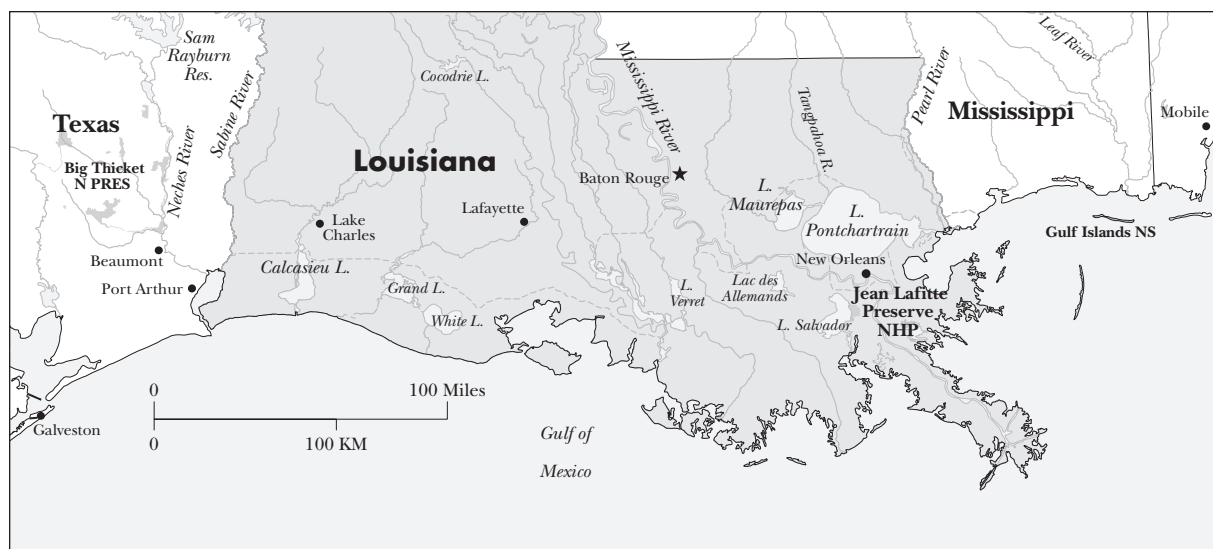 Sam
Rayburn
Res.
Sabine River
Neches River
Texas
Big Thicket
N PRES
Beaumont
Port Arthur
Galveston
Cocodrie L.
Louisiana
Lake
Charles
Lafayette
Calcasieu L.
Grand L.
White L.
Mississippi River
Baton Rouge
Tangpahoa R.
L.
Maurepas
L.
Pontchartrain
New Orleans
L.
Verret
Lac des
Allemands
L. Salvador
Jean Lafitte
Preserve
NHP
Pearl River
Leaf River
Mississippi
Mobile
Gulf Islands NS
0
100 Miles
0
100 KM
Gulf of
Mexico